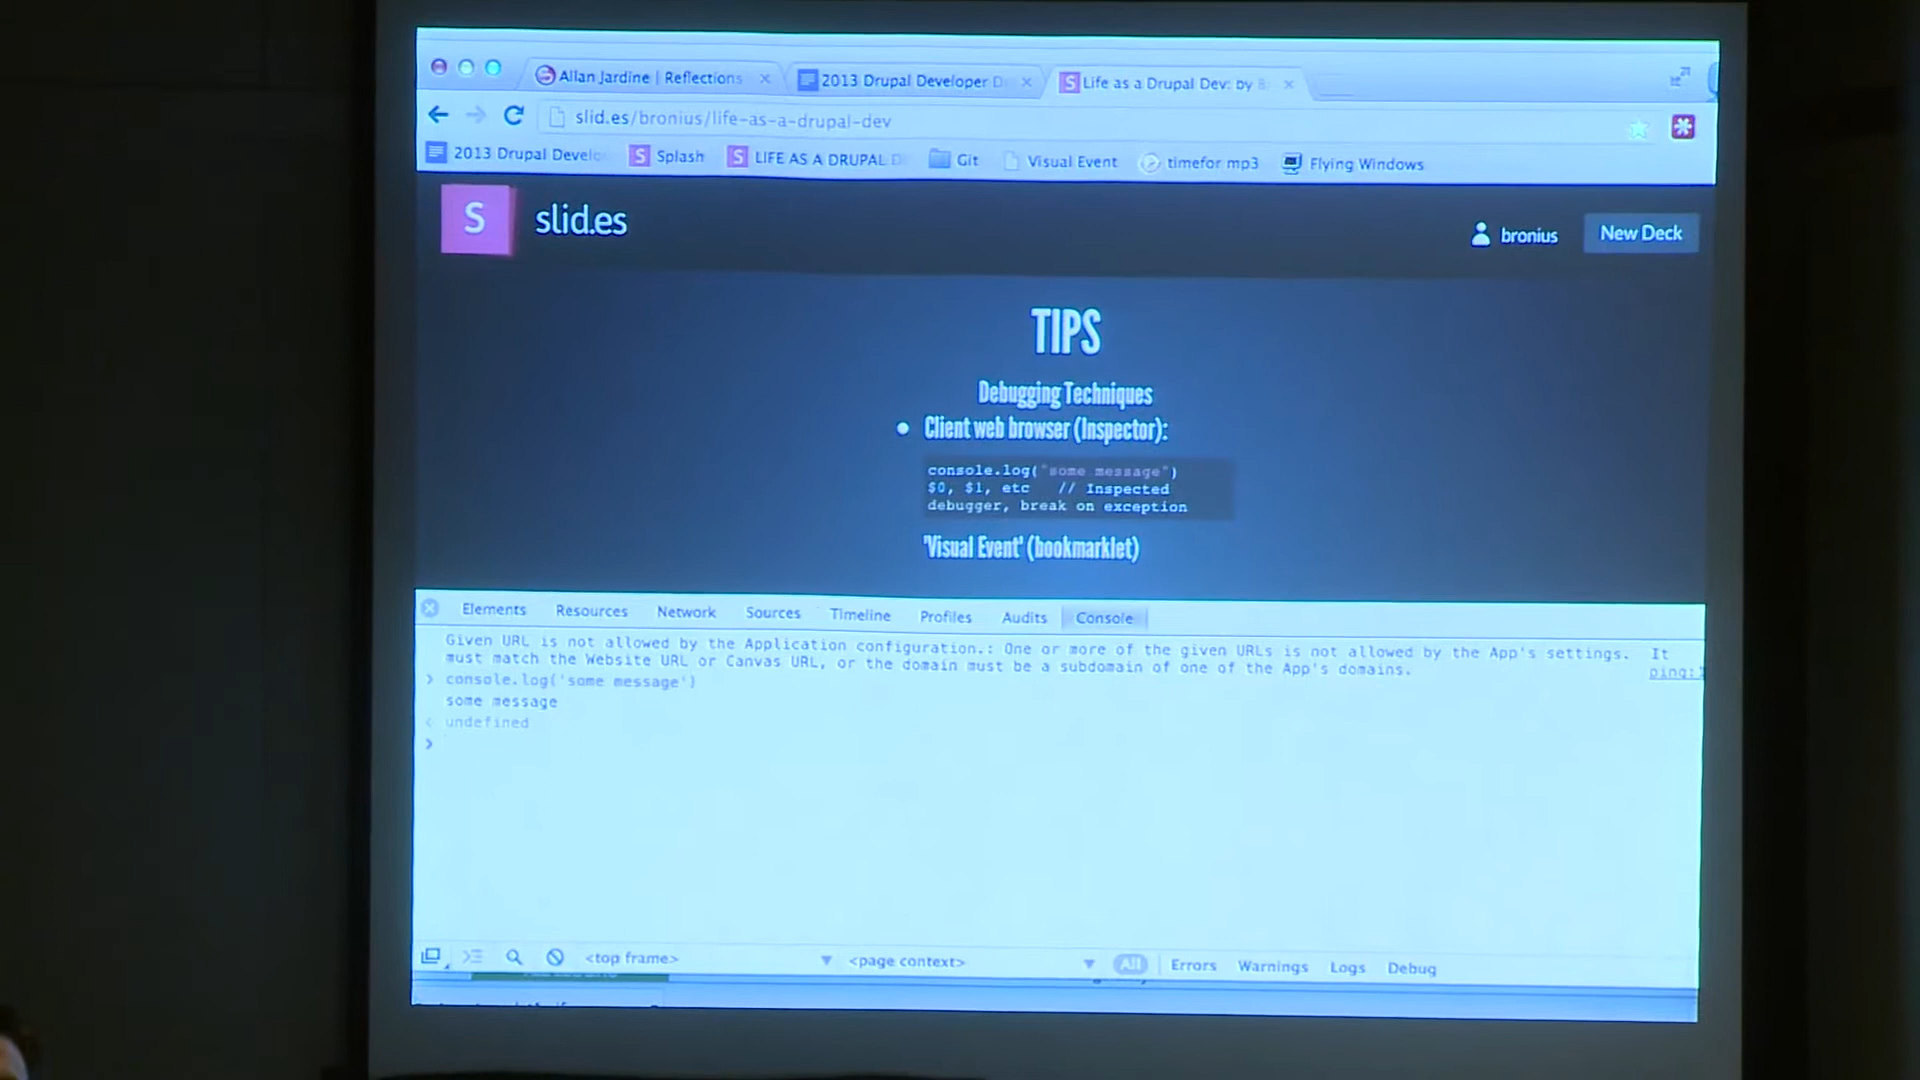 Allan Jardine | Reflections
2013 Drupal Developer D
Life as a Drupal Dev: by
slid.es/bronius/life-as-a-drupal-dev
2013 Drupal Develo
Splash
LIFE AS A DRUPAL D
Git
Visual Event
timefor mp3
Flying Windows
S
slid.es
bronius
New Deck
TIPS
Debugging Techniques
Client web browser (Inspector):
console.log("some message")
$0, $1, etc // Inspected
debugger, break on exception
'Visual Event' (bookmarklet)
Elements Resources Network Sources Timeline Profiles Audits Console
Given URL is not allowed by the Application configuration.: One or more of the given URLs is not allowed by the App's settings. It
must match the Website URL or Canvas URL, or the domain must be a subdomain of one of the App's domains.
ping:1
> console.log('some message')
some message
< undefined
>
<top frame> ▼ <page context> ▼ All Errors Warnings Logs Debug